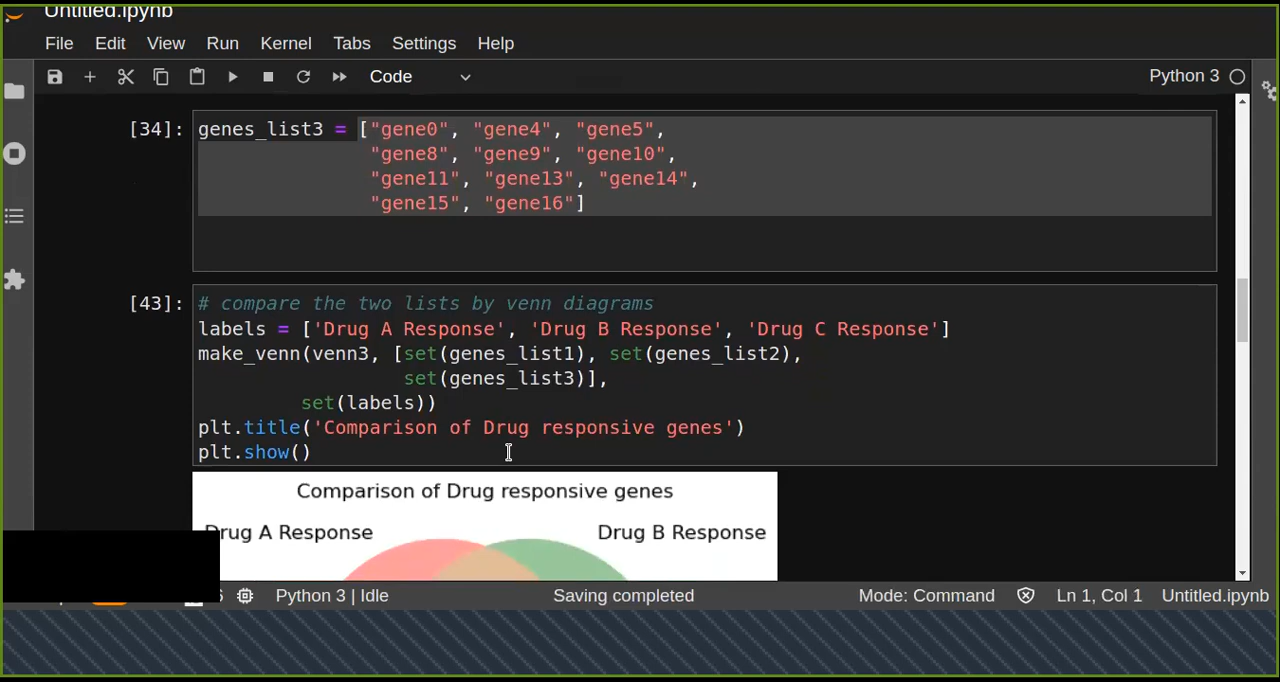 Untitled.ipynb
File Edit View Run Kernel Tabs Settings Help
Code
Python 3
[34]: genes_list3 = ["gene0", "gene4", "gene5",
"gene8", "gene9", "gene10",
"gene11", "gene13", "gene14",
"gene15", "gene16"]
[43]: # compare the two lists by venn diagrams
labels = ['Drug A Response', 'Drug B Response', 'Drug C Response']
make_venn(venn3, [set(genes_list1), set(genes_list2),
set(genes_list3)],
set(labels))
plt.title('Comparison of Drug responsive genes')
plt.show()
Comparison of Drug responsive genes
Drug A Response Drug B Response
Python 3 | Idle Saving completed Mode: Command Ln 1, Col 1 Untitled.ipynb